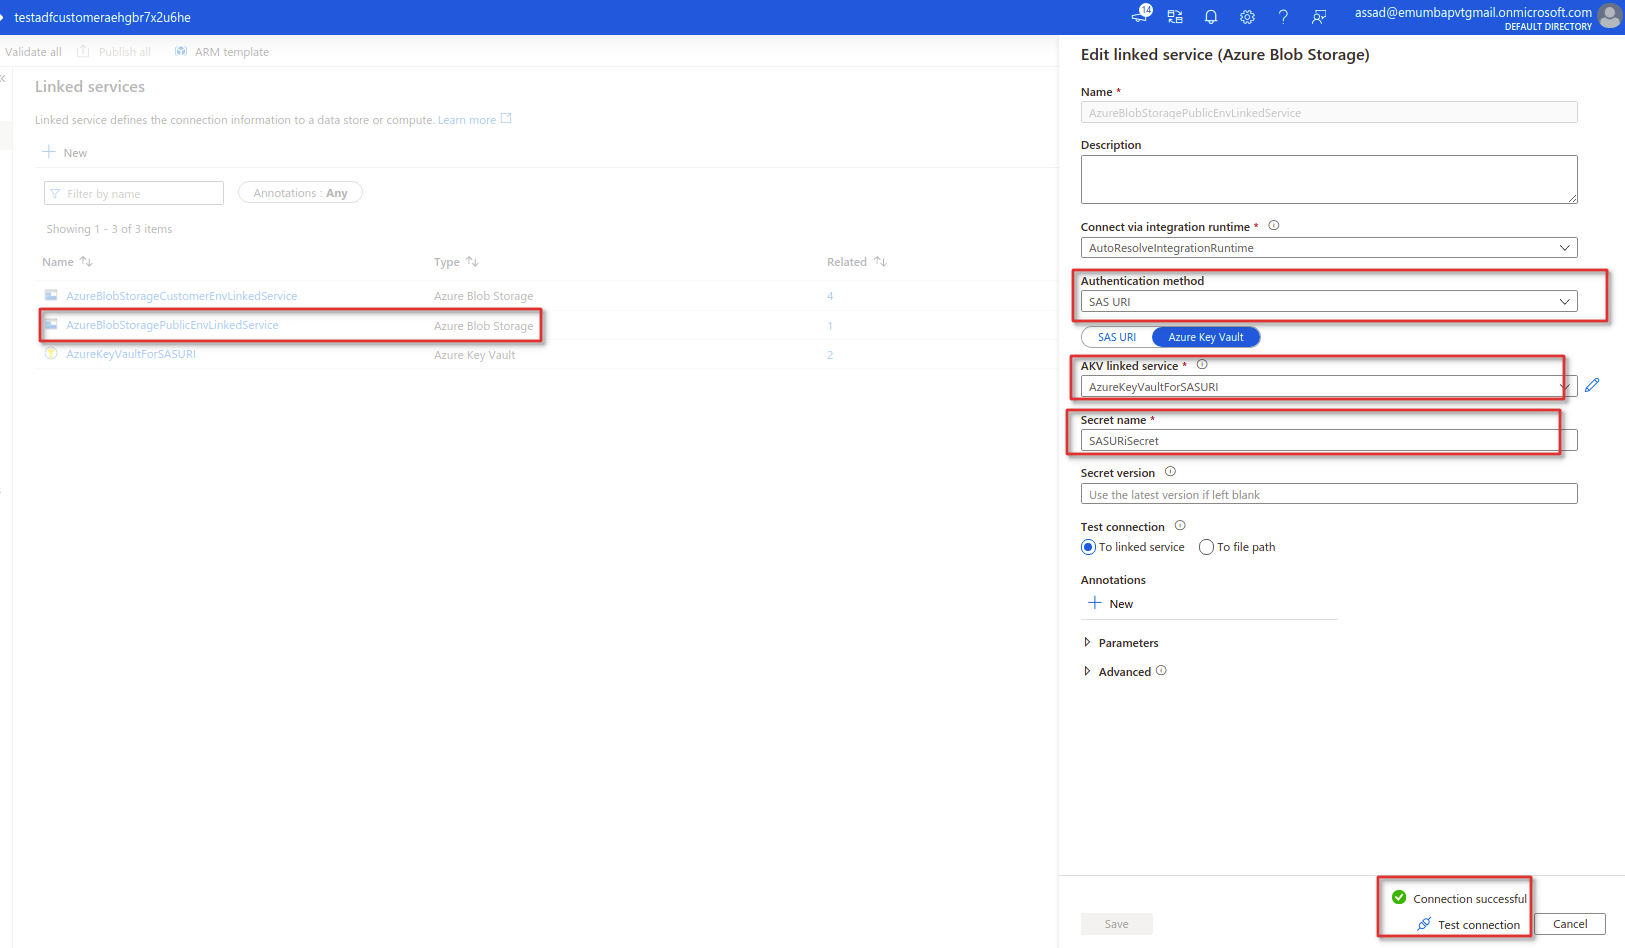 testadfcustomeraehgbr7x2u6he
14
assad@emumbapvtgmail.onmicrosoft.com
DEFAULT DIRECTORY
Validate all
Publish all
ARM template
Linked services
Linked service defines the connection information to a data store or compute. Learn more
New
Filter by name
Annotations : Any
Showing 1 - 3 of 3 items
Name Type Related
AzureBlobStorageCustomerEnvLinkedService Azure Blob Storage 4
AzureBlobStoragePublicEnvLinkedService Azure Blob Storage 1
AzureKeyVaultForSASURI Azure Key Vault 2
Edit linked service (Azure Blob Storage)
Name *
AzureBlobStoragePublicEnvLinkedService
Description
Connect via integration runtime *
AutoResolveIntegrationRuntime
Authentication method
SAS URI
SAS URI Azure Key Vault
AKV linked service *
AzureKeyVaultForSASURI
Secret name *
SASURiSecret
Secret version
Use the latest version if left blank
Test connection
To linked service To file path
Annotations
New
Parameters
Advanced
Connection successful
Save Test connection Cancel